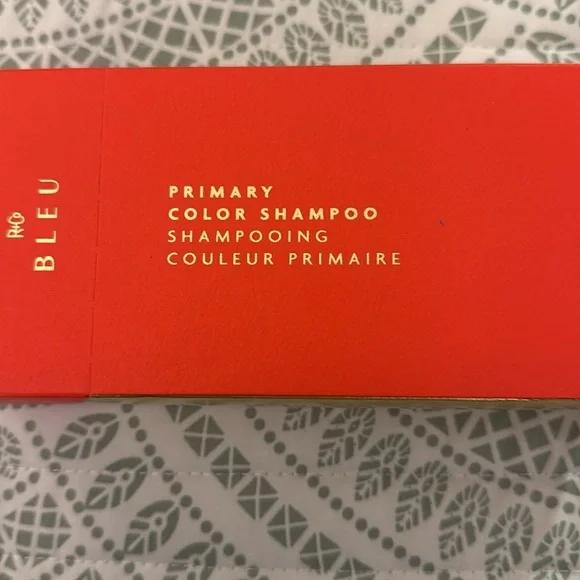 R+Co
BLEU
PRIMARY
COLOR SHAMPOO
SHAMPOOING
COULEUR PRIMAIRE